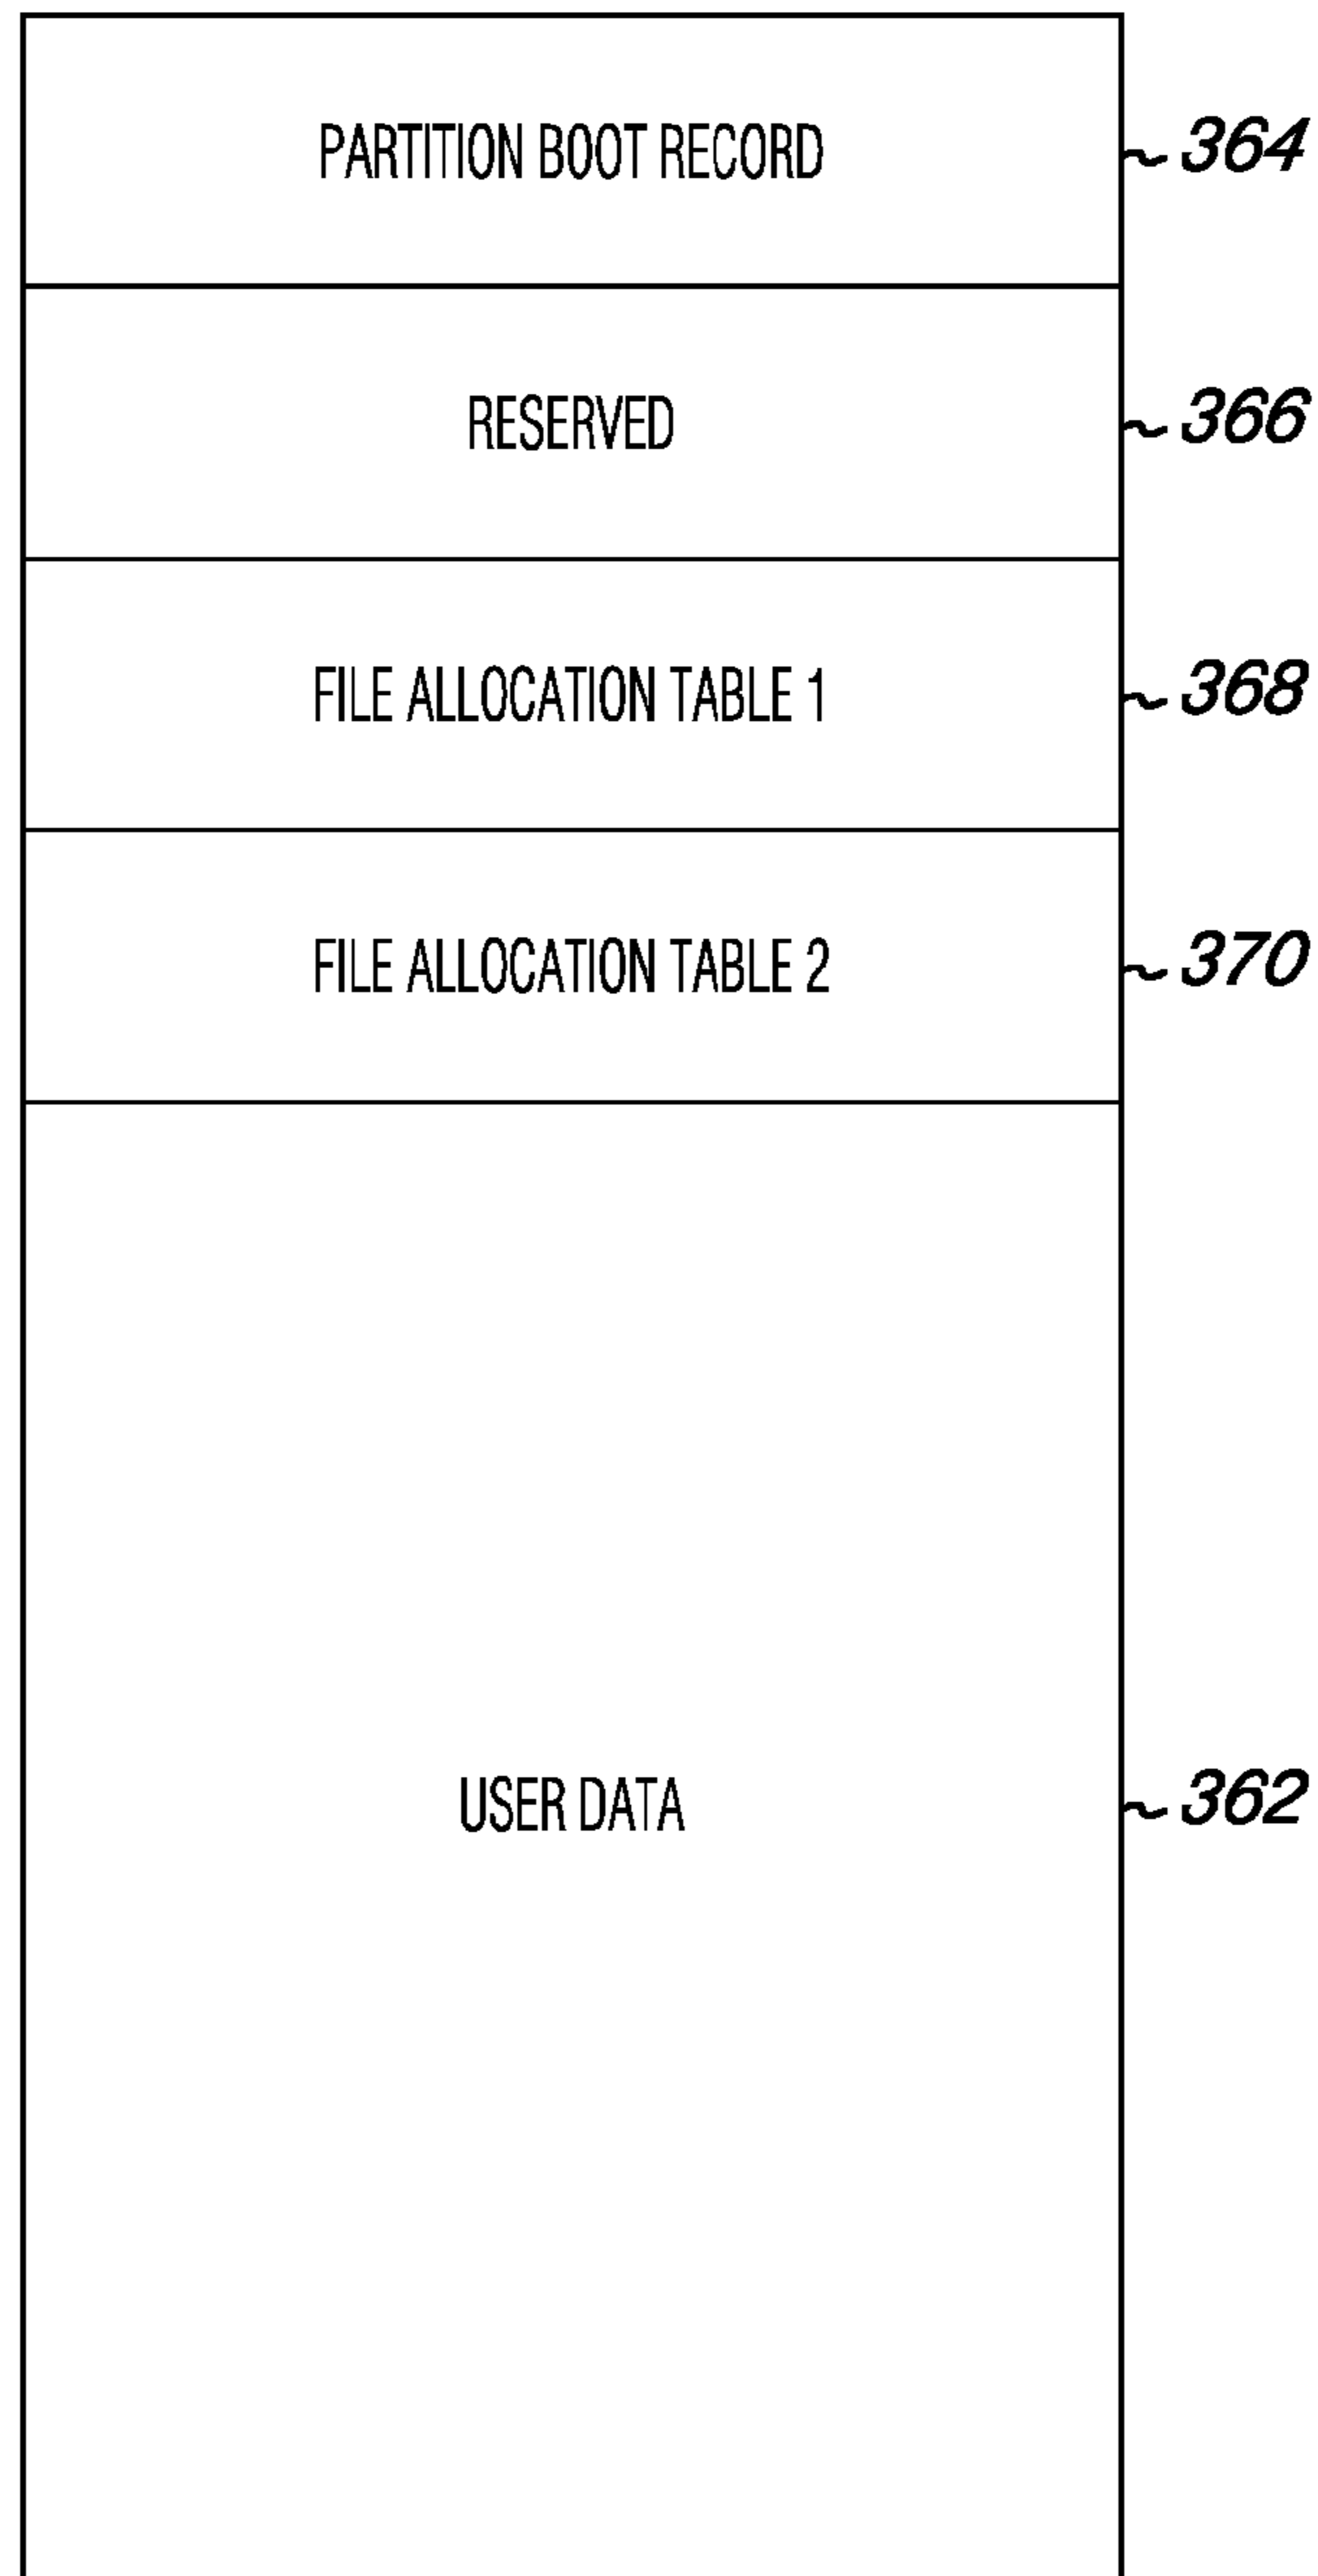 PARTITION BOOT RECORD 364
RESERVED 366
FILE ALLOCATION TABLE 1 368
FILE ALLOCATION TABLE 2 370
USER DATA 362